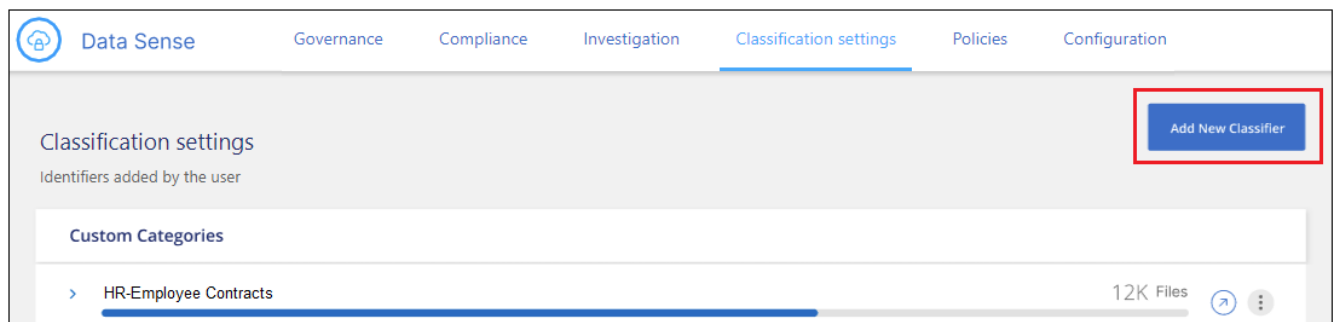 Data Sense Governance Compliance Investigation Classification settings Policies Configuration
Add New Classifier
Classification settings
Identifiers added by the user
Custom Categories
HR-Employee Contracts 12K Files